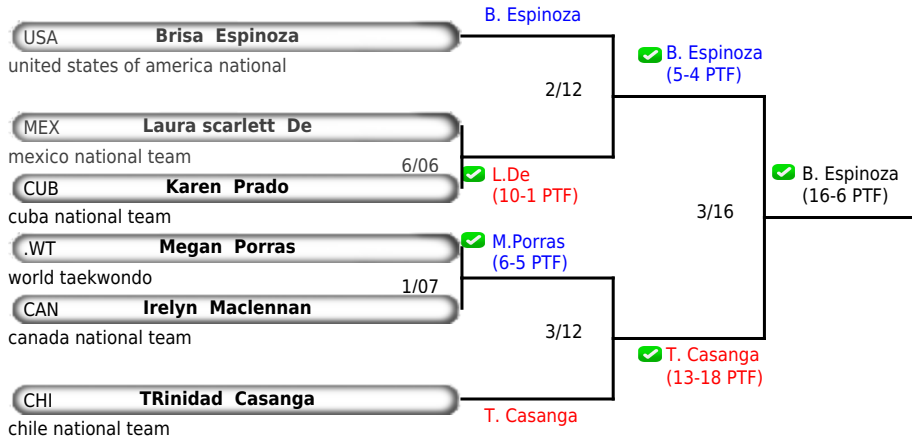 B. Espinoza
USA Brisa Espinoza
united states of america national
B. Espinoza
(5-4 PTF)
2/12
MEX Laura scarlett De
mexico national team
6/06
L.De
(10-1 PTF)
CUB Karen Prado
cuba national team
B. Espinoza
(16-6 PTF)
3/16
.WT Megan Porras
world taekwondo
M.Porras
(6-5 PTF)
1/07
CAN Irelyn Maclennan
canada national team
3/12
T. Casanga
(13-18 PTF)
CHI TRinidad Casanga
chile national team
T. Casanga